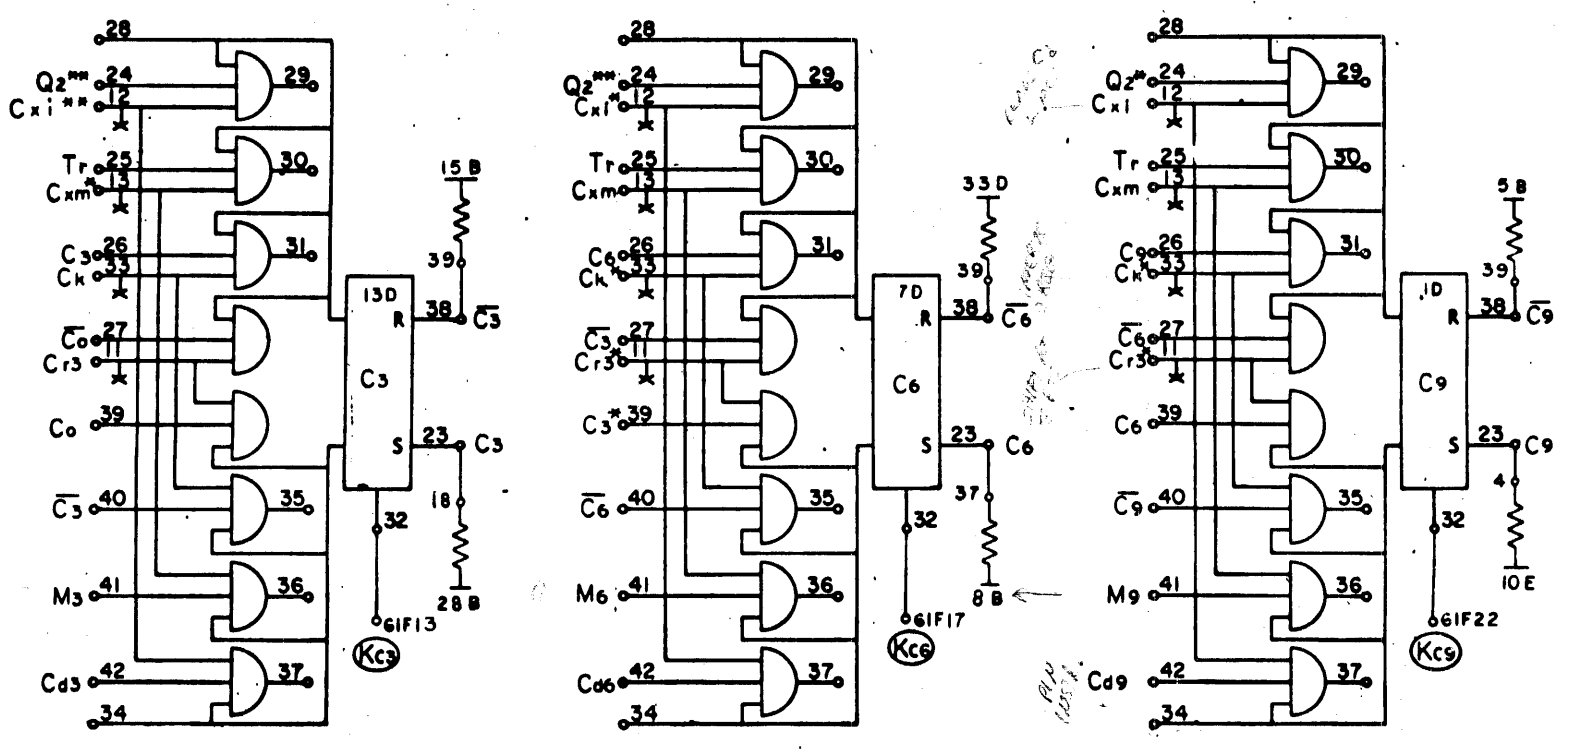 28
Q2** 24
29
Cxi** 12
Tr 25
30
Cxm* 13
C3 26
31
Ck 33
C̅o̅ 27
Cr3 11
Co 39
C̅3̅ 40
35
M3 41
36
Cd3 42
37
34
15 B
39
13D
R
38 C̅3̅
C3
S
23 C3
18
28 B
32
61F13
KC3
28
Q2** 24
29
Cxi* 12
Tr 25
30
Cxm 13
C6 26
31
Ck* 33
C̅3̅ 27
Cr3* 11
C3* 39
C̅6̅ 40
35
M6 41
36
Cd6 42
37
34
33 D
39
7D
R
38 C̅6̅
C6
S
23 C6
37
8 B
32
61F17
KC6
28
Q2* 24
29
Cxi 12
Tr 25
30
Cxm 13
C9 26
31
Ck* 33
C̅6̅ 27
Cr3* 11
C6 39
C̅9̅ 40
35
M9 41
36
Cd9 42
37
34
5 B
39
1D
R
38 C̅9̅
C9
S
23 C9
4
10 E
32
61F22
KC9